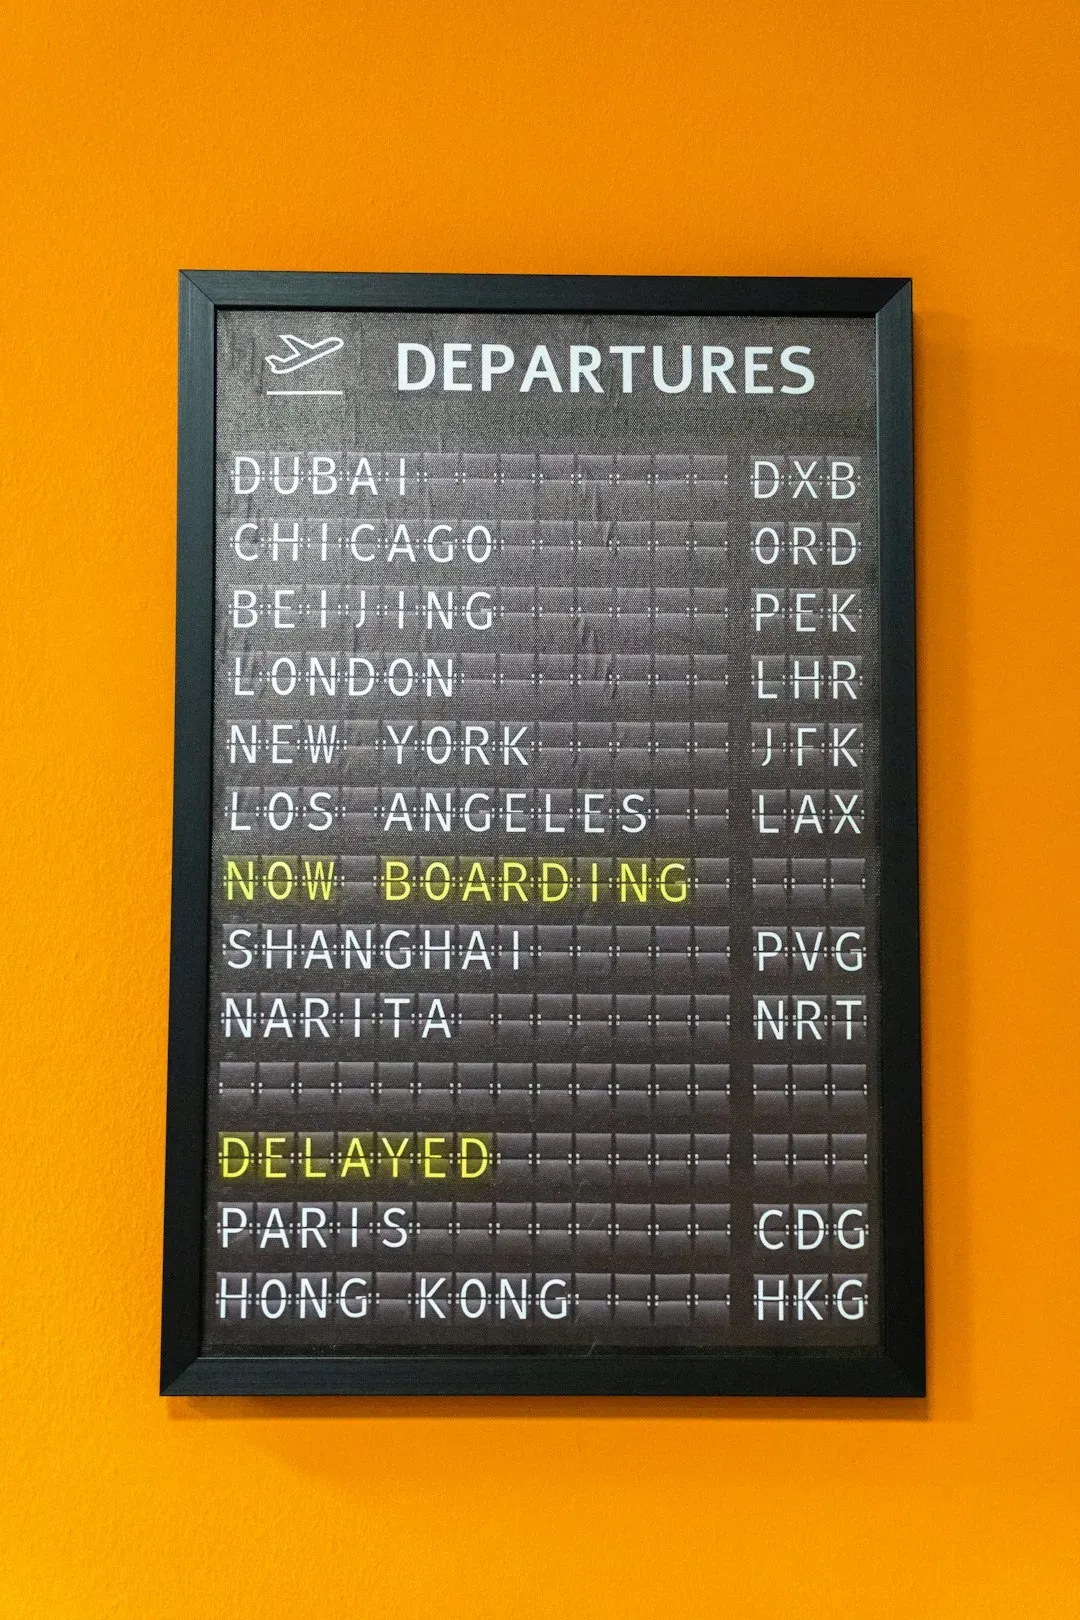 DEPARTURES
DUBAI DXB
CHICAGO ORD
BEIJING PEK
LONDON LHR
NEW YORK JFK
LOS ANGELES LAX
NOW BOARDING
SHANGHAI PVG
NARITA NRT
DELAYED
PARIS CDG
HONG KONG HKG